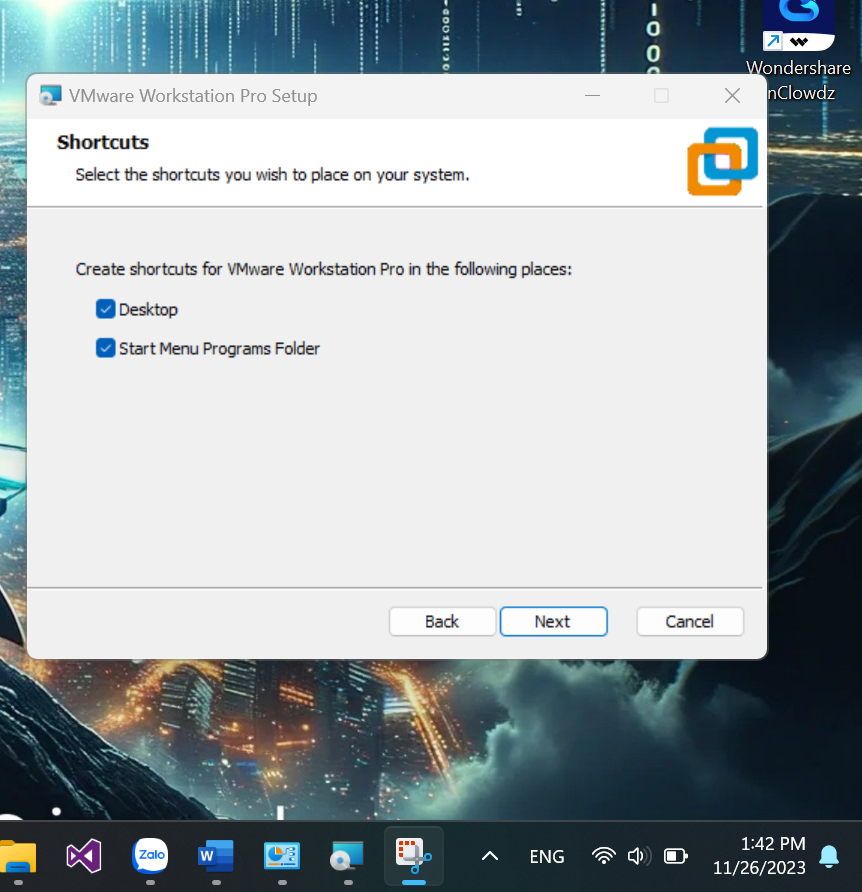 Wondershare
nClowdz
VMware Workstation Pro Setup
Shortcuts
Select the shortcuts you wish to place on your system.
Create shortcuts for VMware Workstation Pro in the following places:
Desktop
Start Menu Programs Folder
Back
Next
Cancel
Zalo
W
ENG
1:42 PM
11/26/2023